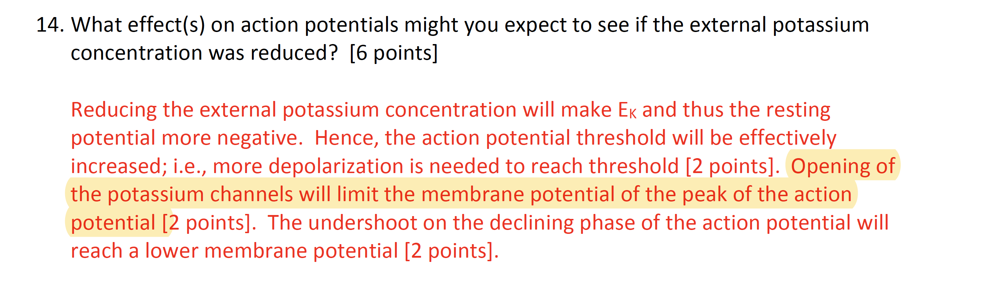 14. What effect(s) on action potentials might you expect to see if the external potassium
concentration was reduced?  [6 points]
Reducing the external potassium concentration will make EK and thus the resting
potential more negative.  Hence, the action potential threshold will be effectively
increased; i.e., more depolarization is needed to reach threshold [2 points].  Opening of
the potassium channels will limit the membrane potential of the peak of the action
potential [2 points].  The undershoot on the declining phase of the action potential will
reach a lower membrane potential [2 points].